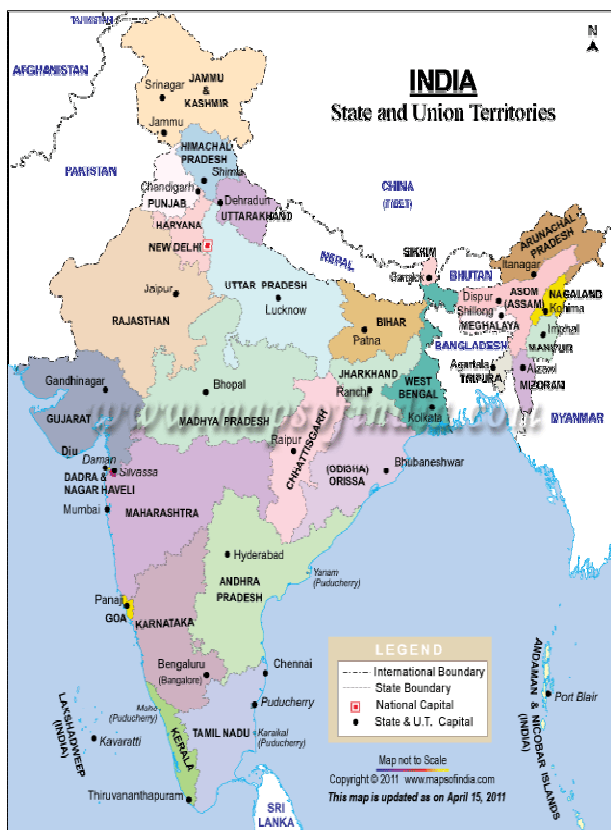 TAJIKISTAN
N
AFGHANISTAN
JAMMU
&
KASHMIR
Srinagar
Jammu
INDIA
State and Union Territories
HIMACHAL
PRADESH
Shimla
PAKISTAN
Chandigarh
PUNJAB
Dehradun
UTTARAKHAND
CHINA
(TIBET)
HARYANA
NEW DELHI
NEPAL
SIKKIM
Gangtok
BHUTAN
ARUNACHAL
PRADESH
Itanagar
Jaipur
RAJASTHAN
UTTAR PRADESH
Lucknow
BIHAR
Patna
Dispur
ASOM
(ASSAM)
NAGALAND
Kohima
Shillong
MEGHALAYA
Imphal
MANIPUR
BANGLADESH
Agartala
TRIPURA
Aizawl
MIZORAM
Gandhinagar
GUJARAT
Bhopal
MADHYA PRADESH
JHARKHAND
Ranchi
WEST
BENGAL
Kolkata
DYANMAR
www.mapsofindia.com
Diu
Daman
Silvassa
DADRA &
NAGAR HAVELI
Raipur
CHHATTISGARH
(ODISHA)
ORISSA
Bhubaneshwar
Mumbai
MAHARASHTRA
Hyderabad
ANDHRA
PRADESH
Yanam
(Puducherry)
Panaji
GOA
KARNATAKA
Bengaluru
(Bangalore)
Chennai
Puducherry
Mahe
(Puducherry)
Karaikal
(Puducherry)
TAMIL NADU
KERALA
Thiruvananthapuram
LAKSHADWEEP
(INDIA)
Kavaratti
SRI
LANKA
ANDAMAN & NICOBAR ISLANDS
(INDIA)
Port Blair
LEGEND
International Boundary
State Boundary
National Capital
State & U.T. Capital
Map not to Scale
Copyright © 2011 www.mapsofindia.com
This map is updated as on April 15, 2011